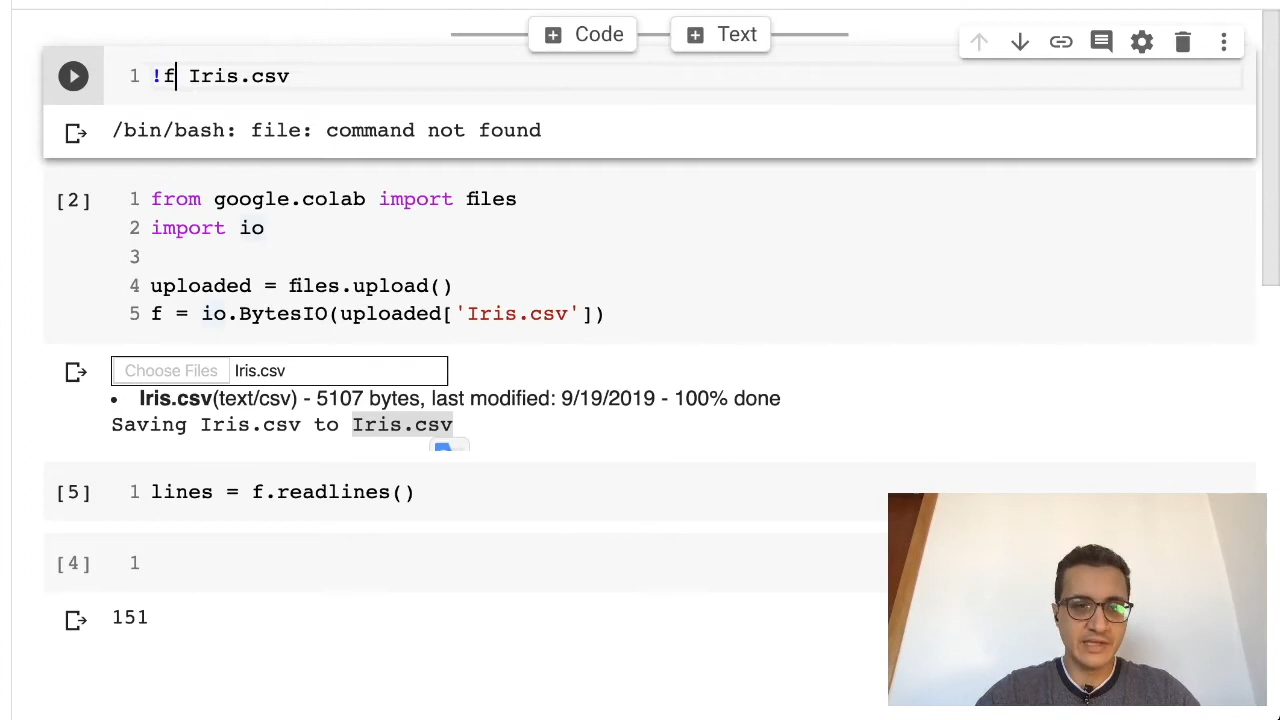 Code Text
1 !f Iris.csv
/bin/bash: file: command not found
[2] 1 from google.colab import files
2 import io
3
4 uploaded = files.upload()
5 f = io.BytesIO(uploaded['Iris.csv'])
Choose Files Iris.csv
• Iris.csv(text/csv) - 5107 bytes, last modified: 9/19/2019 - 100% done
Saving Iris.csv to Iris.csv
[5] 1 lines = f.readlines()
[4] 1
151